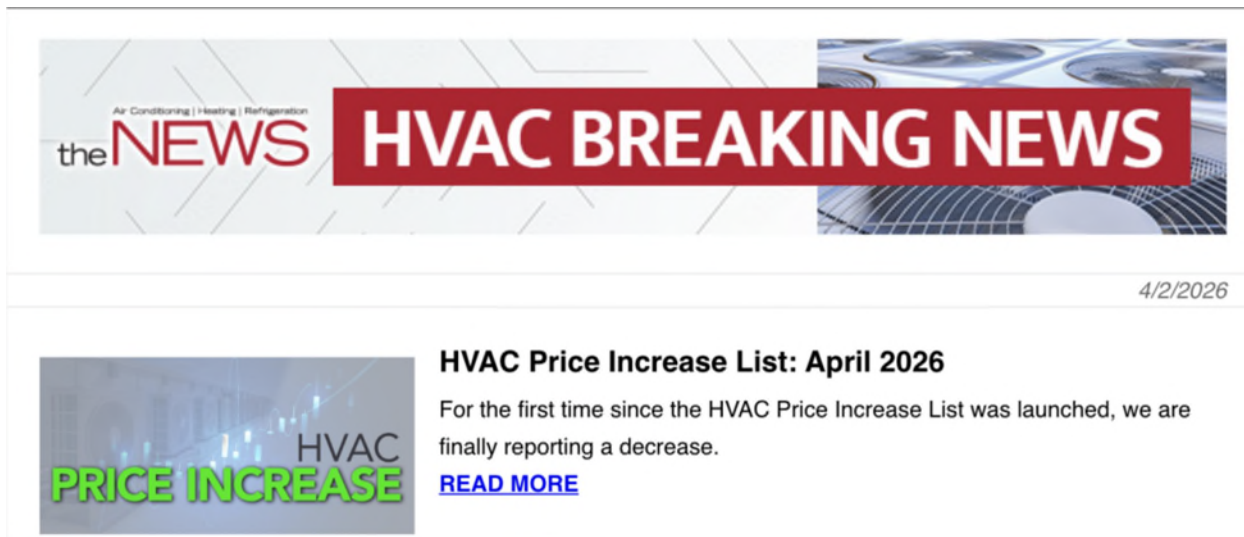 Air Conditioning | Heating | Refrigeration
the NEWS
HVAC BREAKING NEWS
4/2/2026
HVAC Price Increase List: April 2026
For the first time since the HVAC Price Increase List was launched, we are
finally reporting a decrease.
READ MORE
HVAC
PRICE INCREASE